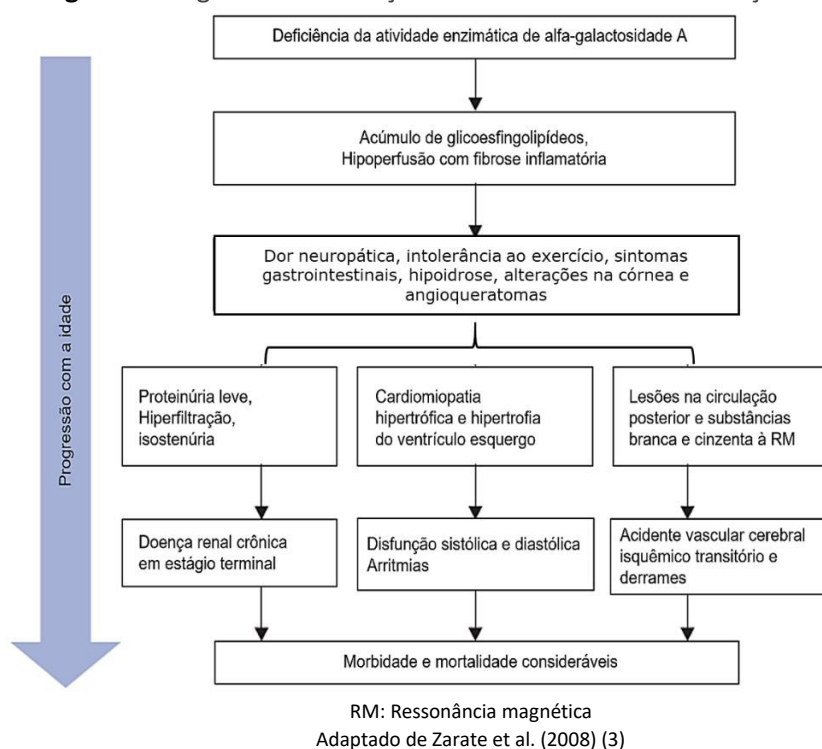 Deficiência da atividade enzimática de alfa-galactosidade A
Acúmulo de glicoesfingolipídeos,
Hipoperfusão com fibrose inflamatória
Dor neuropática, intolerância ao exercício, sintomas
gastrointestinais, hipoidrose, alterações na córnea e
angioqueratomas
Proteinúria leve,
Hiperfiltração,
isostenúria
Cardiomiopatia
hipertrófica e hipertrofia
do ventrículo esquergo
Lesões na circulação
posterior e substâncias
branca e cinzenta à RM
Doença renal crônica
em estágio terminal
Disfunção sistólica e diastólica
Arritmias
Acidente vascular cerebral
isquêmico transitório e
derrames
Morbidade e mortalidade consideráveis
Progressão com a idade
RM: Ressonância magnética
Adaptado de Zarate et al. (2008) (3)